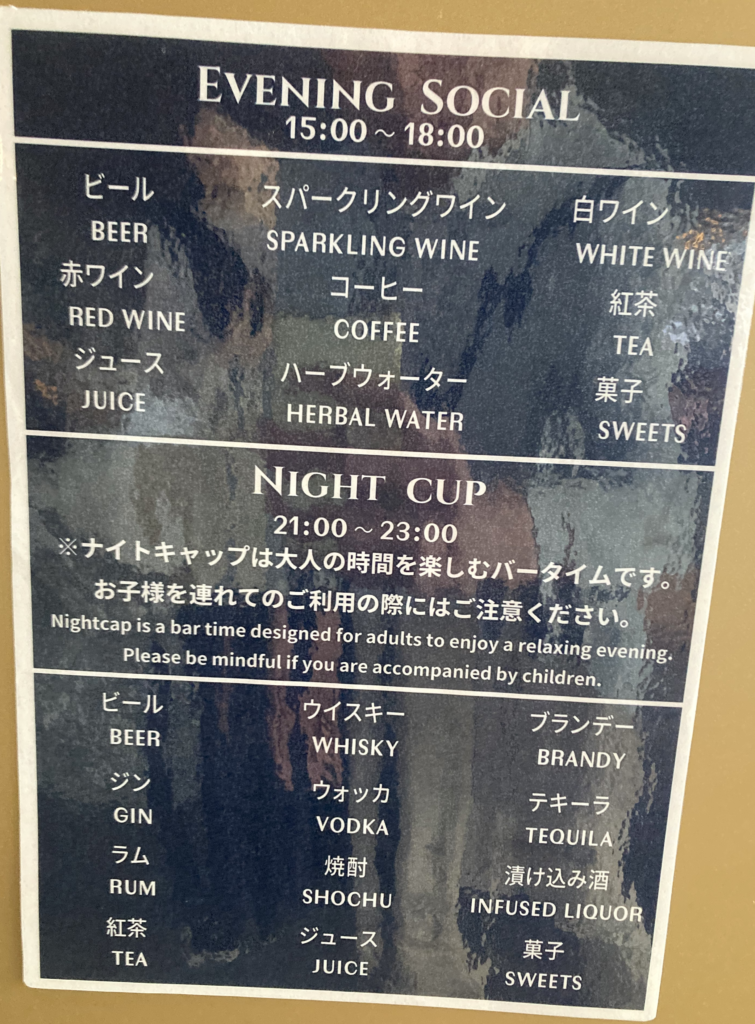 EVENING SOCIAL
15:00～18:00
ビール スパークリングワイン 白ワイン
BEER SPARKLING WINE WHITE WINE
赤ワイン コーヒー 紅茶
RED WINE COFFEE TEA
ジュース ハーブウォーター 菓子
JUICE HERBAL WATER SWEETS
NIGHT CUP
21:00～23:00
※ナイトキャップは大人の時間を楽しむバータイムです。
お子様を連れてのご利用の際にはご注意ください。
Nightcap is a bar time designed for adults to enjoy a relaxing evening.
Please be mindful if you are accompanied by children.
ビール ウイスキー ブランデー
BEER WHISKY BRANDY
ジン ウォッカ テキーラ
GIN VODKA TEQUILA
ラム 焼酎 漬け込み酒
RUM SHOCHU INFUSED LIQUOR
紅茶 ジュース 菓子
TEA JUICE SWEETS